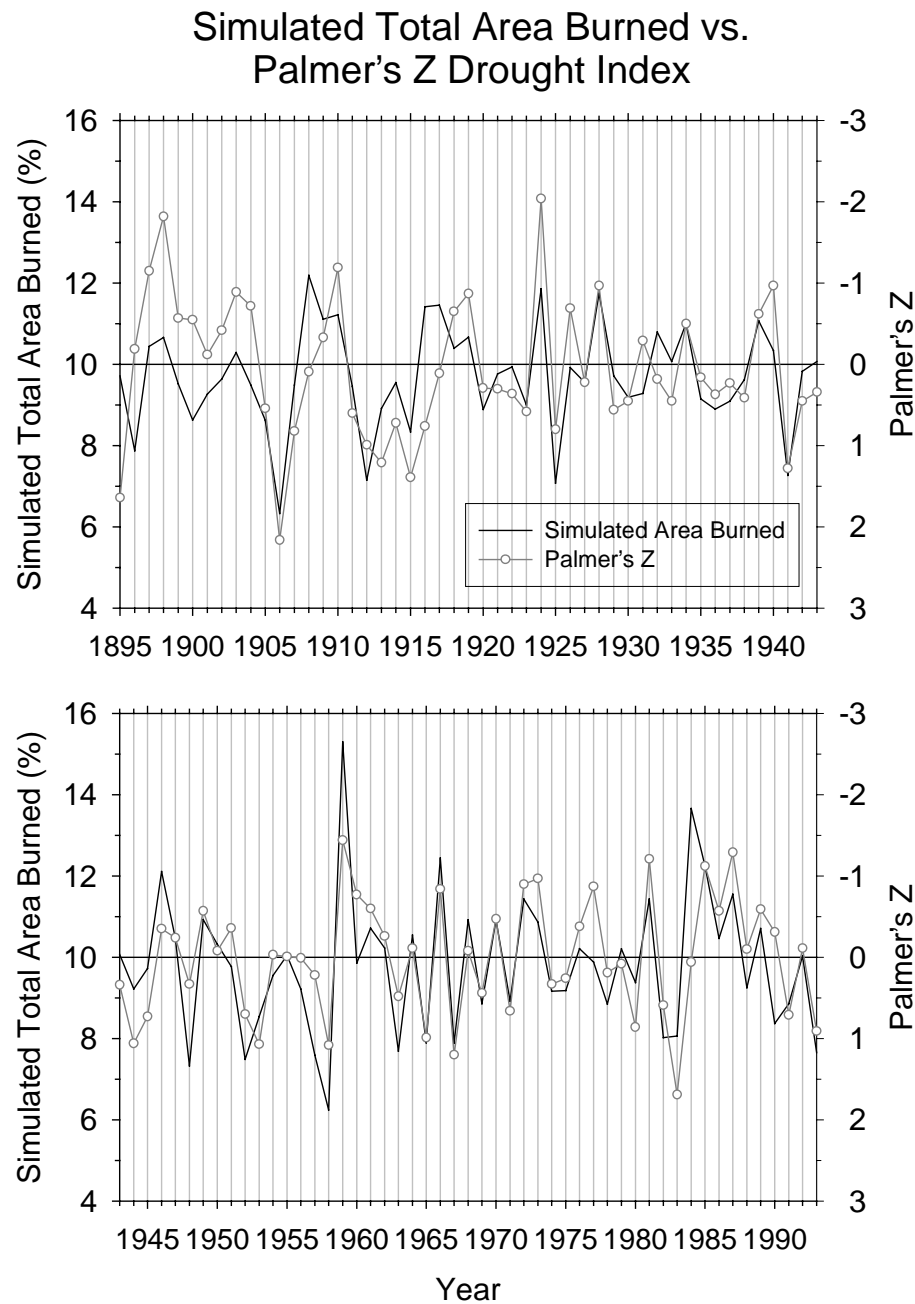 Simulated Total Area Burned vs.
Palmer's Z Drought Index
Simulated Total Area Burned (%)
16
14
12
10
8
6
4
-3
-2
-1
0
1
2
3
Palmer's Z
Simulated Area Burned
Palmer's Z
1895 1900 1905 1910 1915 1920 1925 1930 1935 1940
Simulated Total Area Burned (%)
16
14
12
10
8
6
4
-3
-2
-1
0
1
2
3
Palmer's Z
1945 1950 1955 1960 1965 1970 1975 1980 1985 1990
Year